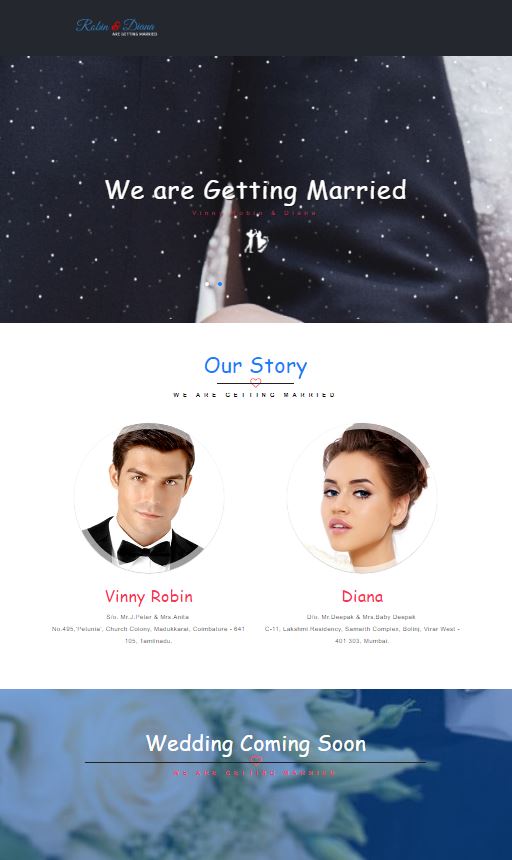 Robin & Diana
ARE GETTING MARRIED
We are Getting Married
Vinny Robin & Diana
Our Story
WE ARE GETTING MARRIED
Vinny Robin
S/o. Mr.J.Peter & Mrs.Anita
No.495,'Petunia', Church Colony, Madukkarai, Coimbatore - 641
105, Tamilnadu.
Diana
D/o. Mr.Deepak & Mrs.Baby Deepak
C-11, Lakshmi Residency, Samarth Complex, Bolinj, Virar West -
401 303, Mumbai.
Wedding Coming Soon
WE ARE GETTING MARRIED